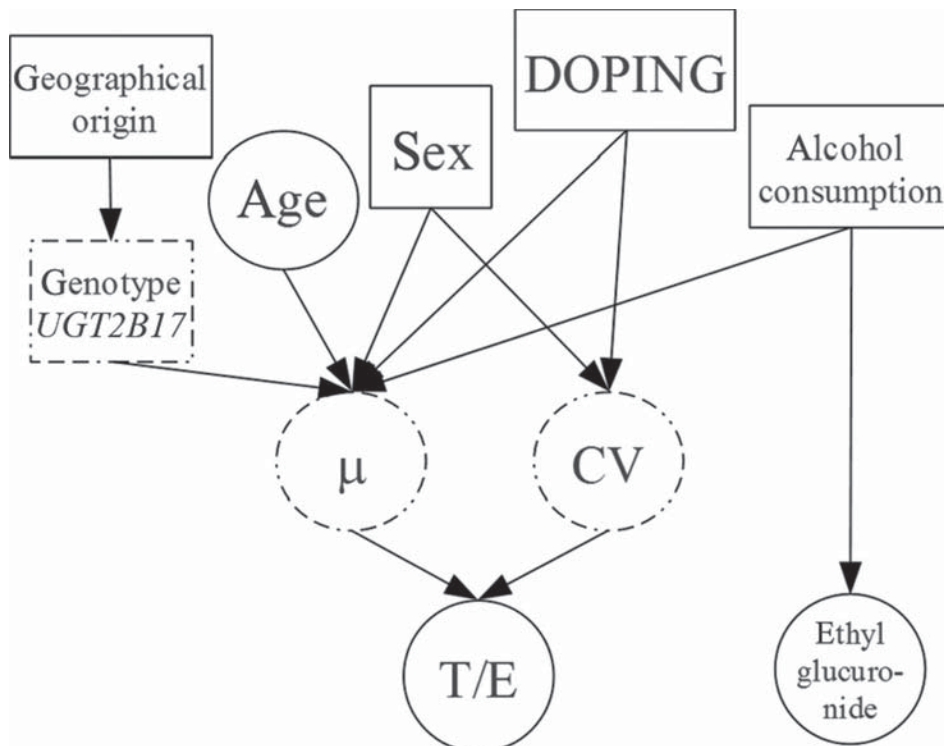 Geographical
origin
Age
Sex
DOPING
Alcohol
consumption
Genotype
UGT2B17
μ
CV
T/E
Ethyl
glucuro-
nide